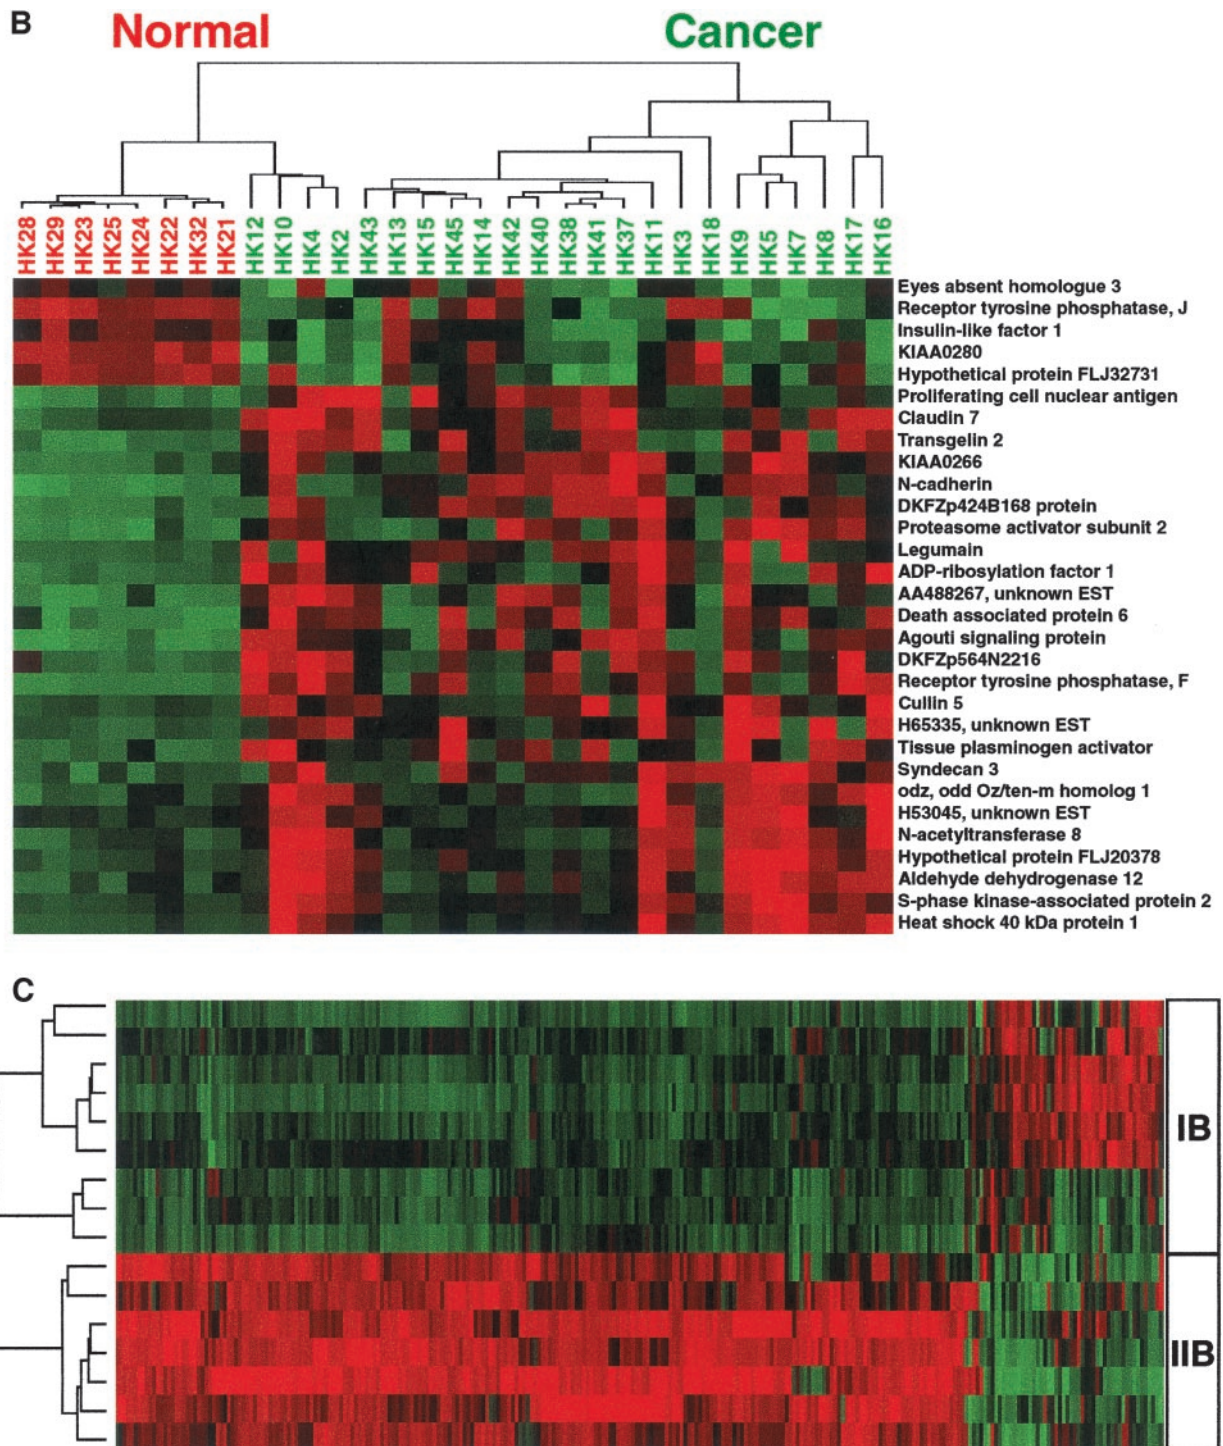 B
Normal Cancer
HK28 HK29 HK23 HK25 HK24 HK22 HK32 HK21 HK12 HK10 HK4 HK2 HK43 HK13 HK15 HK45 HK14 HK42 HK40 HK38 HK41 HK37 HK11 HK3 HK18 HK9 HK5 HK7 HK8 HK17 HK16
Eyes absent homologue 3
Receptor tyrosine phosphatase, J
Insulin-like factor 1
KIAA0280
Hypothetical protein FLJ32731
Proliferating cell nuclear antigen
Claudin 7
Transgelin 2
KIAA0266
N-cadherin
DKFZp424B168 protein
Proteasome activator subunit 2
Legumain
ADP-ribosylation factor 1
AA488267, unknown EST
Death associated protein 6
Agouti signaling protein
DKFZp564N2216
Receptor tyrosine phosphatase, F
Cullin 5
H65335, unknown EST
Tissue plasminogen activator
Syndecan 3
odz, odd Oz/ten-m homolog 1
H53045, unknown EST
N-acetyltransferase 8
Hypothetical protein FLJ20378
Aldehyde dehydrogenase 12
S-phase kinase-associated protein 2
Heat shock 40 kDa protein 1
C
IB
IIB